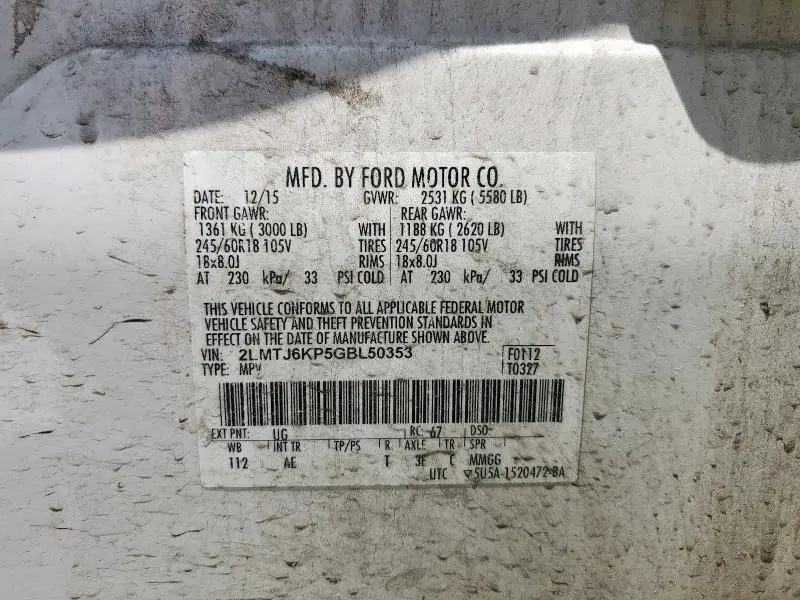 MFD. BY FORD MOTOR CO.
DATE: 12/15 GVWR: 2531 KG ( 5580 LB)
FRONT GAWR: REAR GAWR:
1361 KG ( 3000 LB) WITH 1188 KG ( 2620 LB) WITH
245/60R18 105V TIRES 245/60R18 105V TIRES
18x8.0J RIMS 18x8.0J RIMS
AT 230 kPa/ 33 PSI COLD AT 230 kPa/ 33 PSI COLD
THIS VEHICLE CONFORMS TO ALL APPLICABLE FEDERAL MOTOR
VEHICLE SAFETY AND THEFT PREVENTION STANDARDS IN
EFFECT ON THE DATE OF MANUFACTURE SHOWN ABOVE.
VIN: 2LMTJ6KP5GBL50353 F0112
TYPE: MPV T0327
EXT PNT: UG RC: 67 DSO:
WB INT TR TP/PS R AXLE TR SPR
112 AE T 3E C MMGG
UTC ▽5U5A-1520472-BA